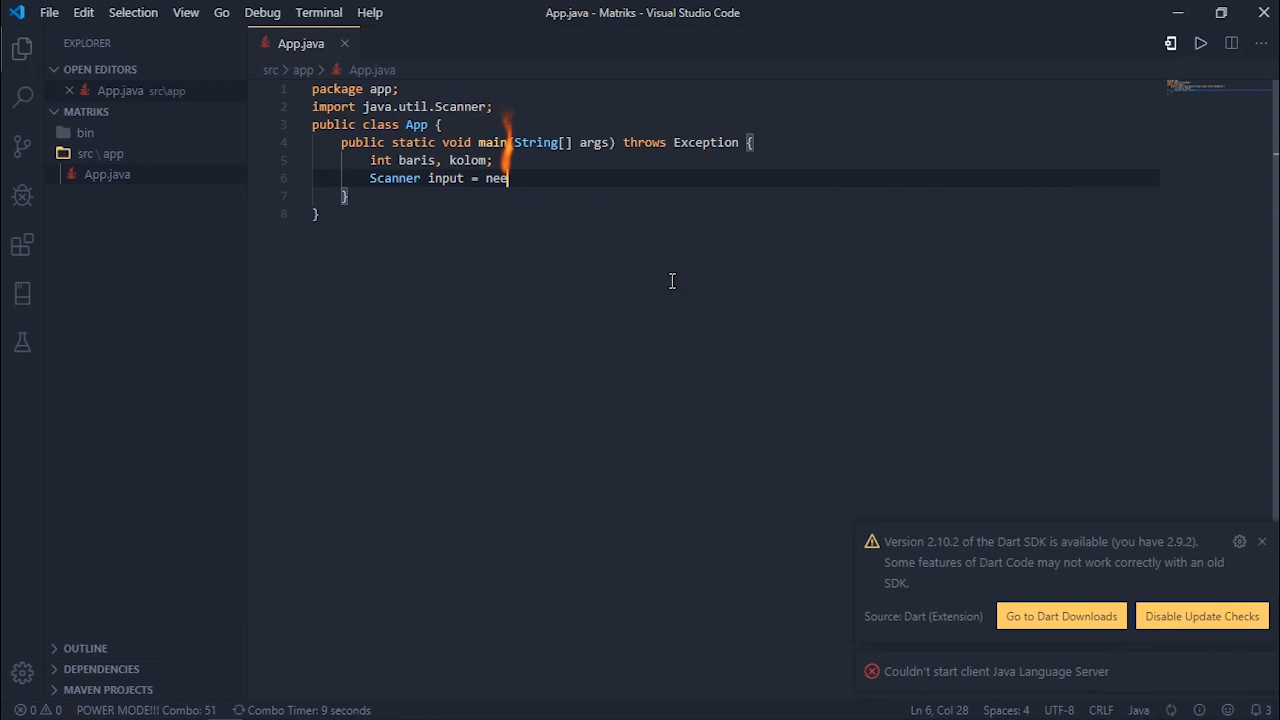 File Edit Selection View Go Debug Terminal Help
App.java - Matriks - Visual Studio Code
EXPLORER
OPEN EDITORS
App.java src\app
MATRIKS
bin
src \ app
App.java
OUTLINE
DEPENDENCIES
MAVEN PROJECTS
App.java
src app App.java
1 package app;
2 import java.util.Scanner;
3 public class App {
4 public static void main(String[] args) throws Exception {
5 int baris, kolom;
6 Scanner input = nee
7 }
8 }
Version 2.10.2 of the Dart SDK is available (you have 2.9.2).
Some features of Dart Code may not work correctly with an old
SDK.
Source: Dart (Extension)
Go to Dart Downloads
Disable Update Checks
Couldn't start client Java Language Server
0 0 POWER MODE!!! Combo: 51 Combo Timer: 9 seconds
Ln 6, Col 28 Spaces: 4 UTF-8 CRLF Java 3